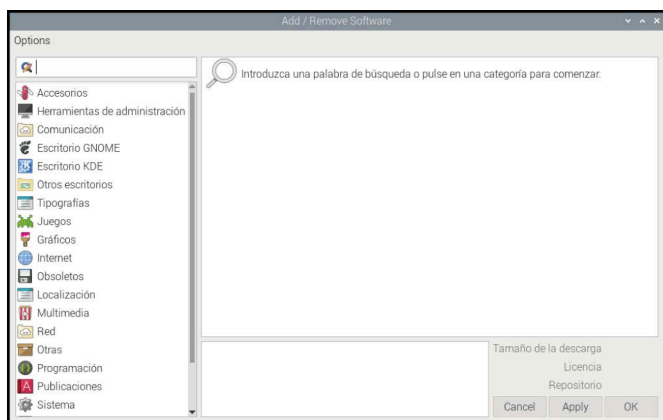 Add / Remove Software
Options
Introduzca una palabra de búsqueda o pulse en una categoría para comenzar.
Accesorios
Herramientas de administración
Comunicación
Escritorio GNOME
Escritorio KDE
Otros escritorios
Tipografías
Juegos
Gráficos
Internet
Obsoletos
Localización
Multimedia
Red
Otras
Programación
Publicaciones
Sistema
Tamaño de la descarga
Licencia
Repositorio
Cancel Apply OK